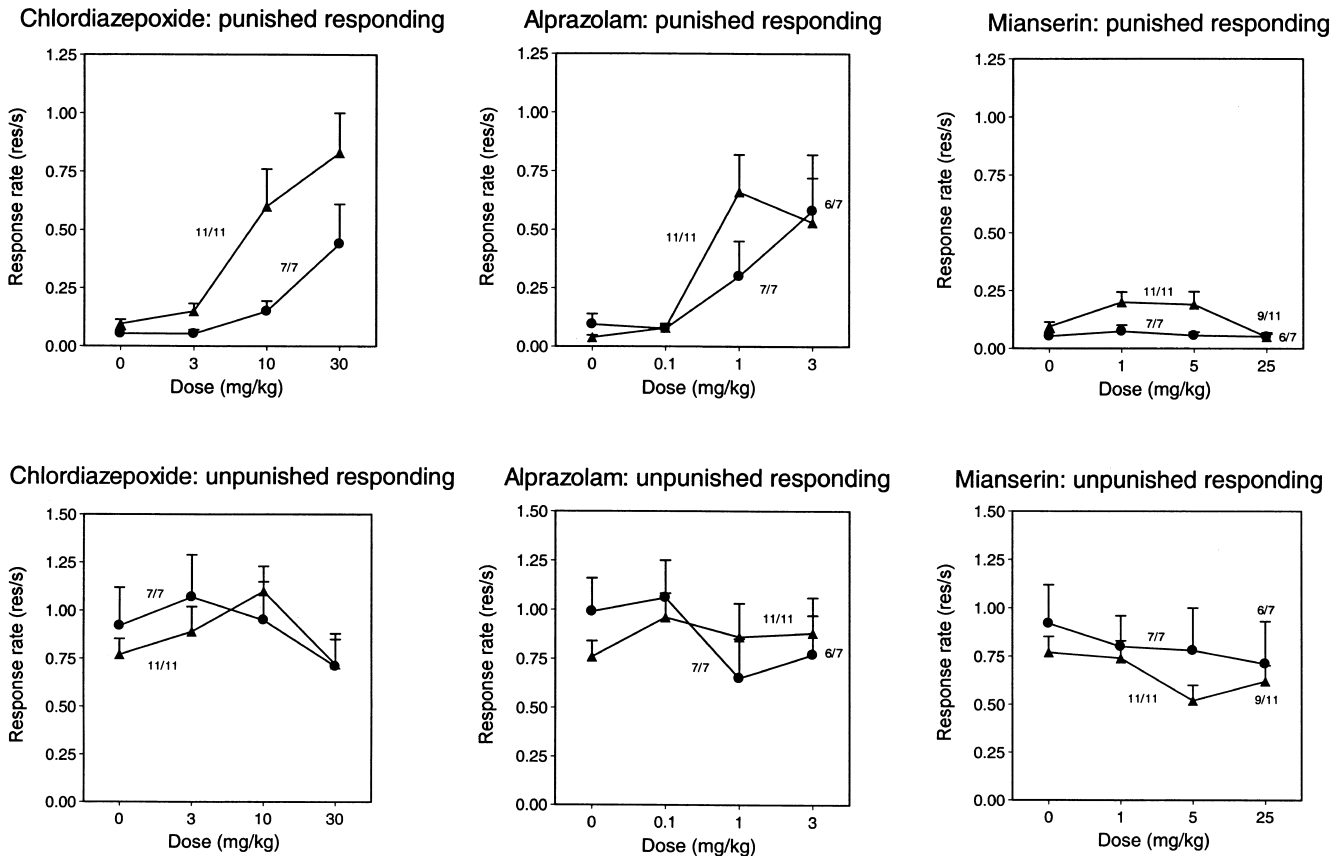 Chlordiazepoxide: punished responding
Response rate (res/s)
1.25
1.00
0.75
0.50
0.25
0.00
11/11
7/7
0 3 10 30
Dose (mg/kg)
Alprazolam: punished responding
Response rate (res/s)
1.25
1.00
0.75
0.50
0.25
0.00
11/11
7/7
6/7
0 0.1 1 3
Dose (mg/kg)
Mianserin: punished responding
Response rate (res/s)
1.25
1.00
0.75
0.50
0.25
0.00
11/11
7/7
9/11
6/7
0 1 5 25
Dose (mg/kg)
Chlordiazepoxide: unpunished responding
Response rate (res/s)
1.50
1.25
1.00
0.75
0.50
0.25
0.00
7/7
11/11
0 3 10 30
Dose (mg/kg)
Alprazolam: unpunished responding
Response rate (res/s)
1.50
1.25
1.00
0.75
0.50
0.25
0.00
11/11
7/7
6/7
0 0.1 1 3
Dose (mg/kg)
Mianserin: unpunished responding
Response rate (res/s)
1.50
1.25
1.00
0.75
0.50
0.25
0.00
6/7
7/7
11/11
9/11
0 1 5 25
Dose (mg/kg)